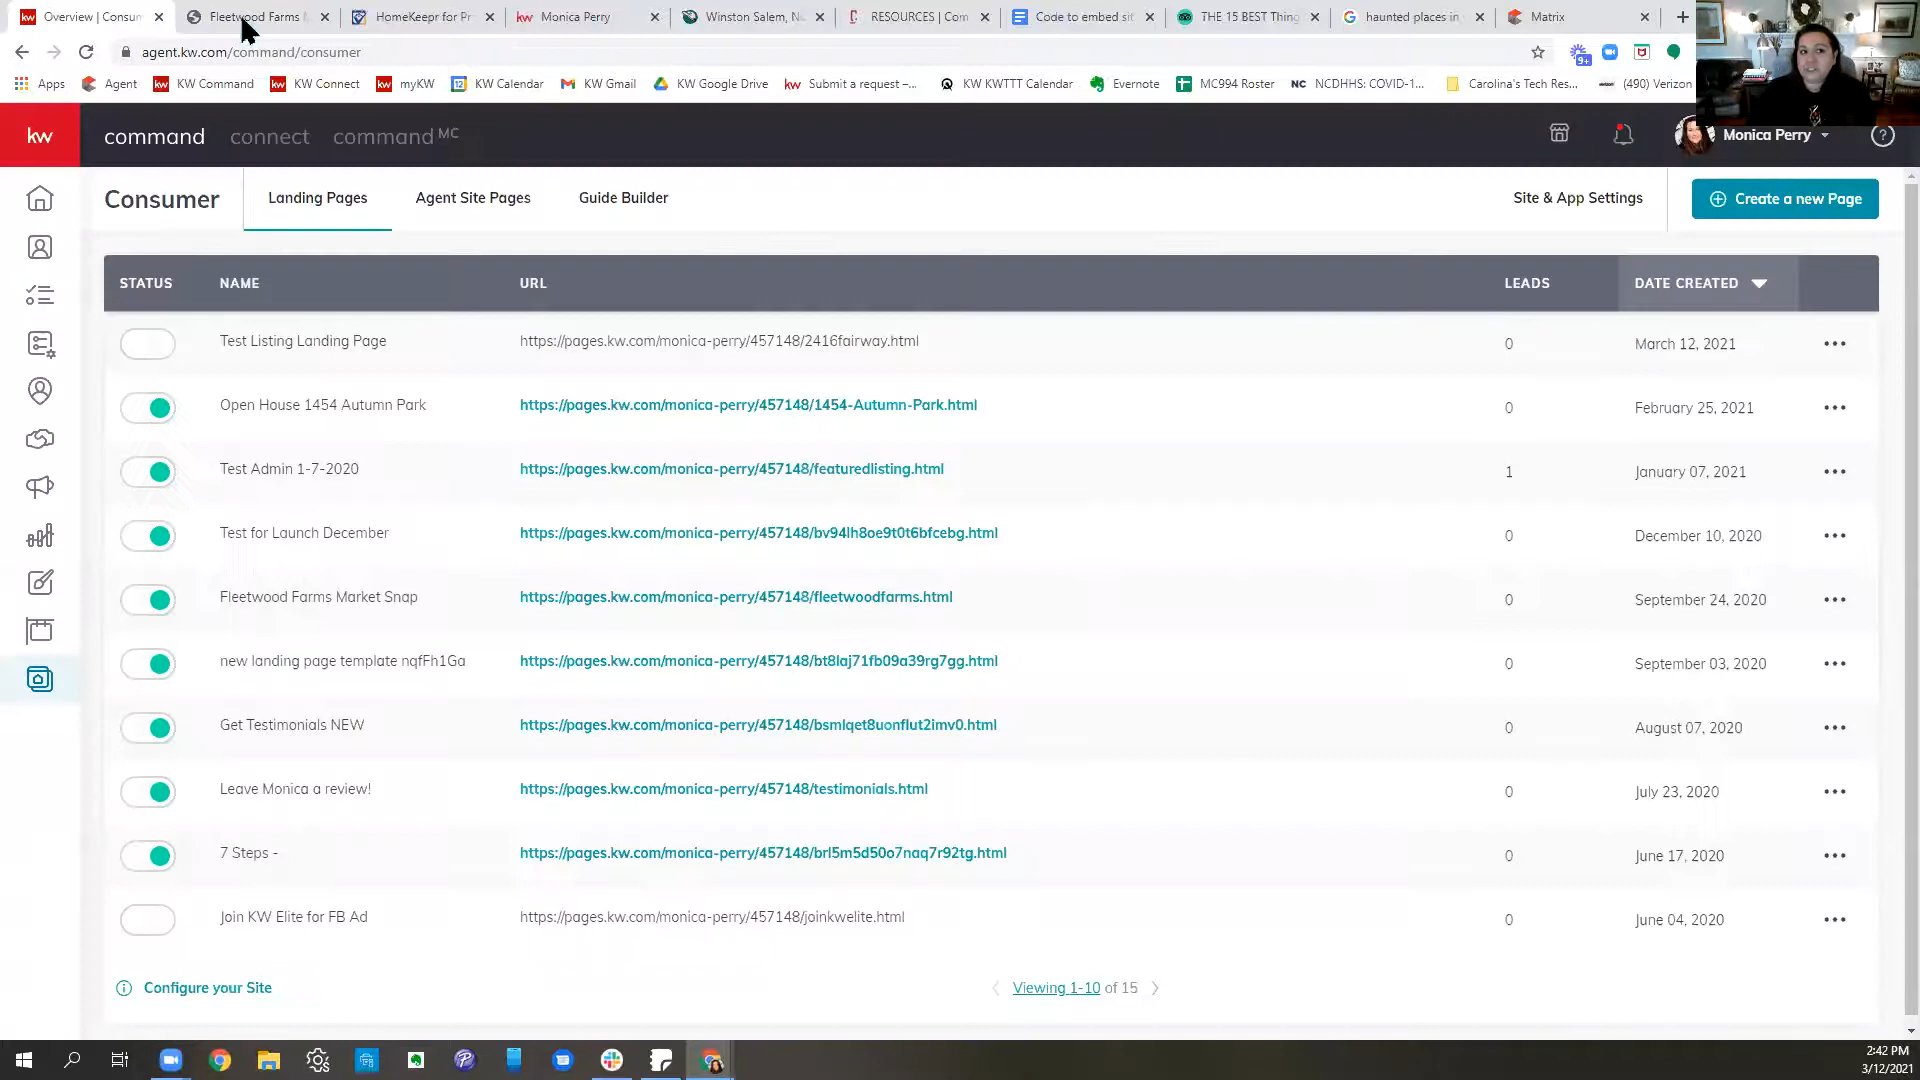 Overview | Consum
Fleetwood Farms M
HomeKeepr for Pr
Monica Perry
Winston Salem, N
RESOURCES | Com
Code to embed sit
THE 15 BEST Thing
haunted places in
Matrix
agent.kw.com/command/consumer
9+
Apps
Agent
KW Command
KW Connect
myKW
KW Calendar
KW Gmail
KW Google Drive
Submit a request –...
KW KWTTT Calendar
Evernote
MC994 Roster
NCDHHS: COVID-1...
Carolina's Tech Res...
(490) Verizon
kw
command
connect
command MC
Monica Perry
Consumer
Landing Pages
Agent Site Pages
Guide Builder
Site & App Settings
Create a new Page
STATUS NAME URL LEADS DATE CREATED
Test Listing Landing Page https://pages.kw.com/monica-perry/457148/2416fairway.html 0 March 12, 2021
Open House 1454 Autumn Park https://pages.kw.com/monica-perry/457148/1454-Autumn-Park.html 0 February 25, 2021
Test Admin 1-7-2020 https://pages.kw.com/monica-perry/457148/featuredlisting.html 1 January 07, 2021
Test for Launch December https://pages.kw.com/monica-perry/457148/bv94lh8oe9t0t6bfcebg.html 0 December 10, 2020
Fleetwood Farms Market Snap https://pages.kw.com/monica-perry/457148/fleetwoodfarms.html 0 September 24, 2020
new landing page template nqfFh1Ga https://pages.kw.com/monica-perry/457148/bt8laj71fb09a39rg7gg.html 0 September 03, 2020
Get Testimonials NEW https://pages.kw.com/monica-perry/457148/bsmlqet8uonflut2imv0.html 0 August 07, 2020
Leave Monica a review! https://pages.kw.com/monica-perry/457148/testimonials.html 0 July 23, 2020
7 Steps - https://pages.kw.com/monica-perry/457148/brl5m5d50o7naq7r92tg.html 0 June 17, 2020
Join KW Elite for FB Ad https://pages.kw.com/monica-perry/457148/joinkwelite.html 0 June 04, 2020
Configure your Site
Viewing 1-10 of 15
2:42 PM
3/12/2021